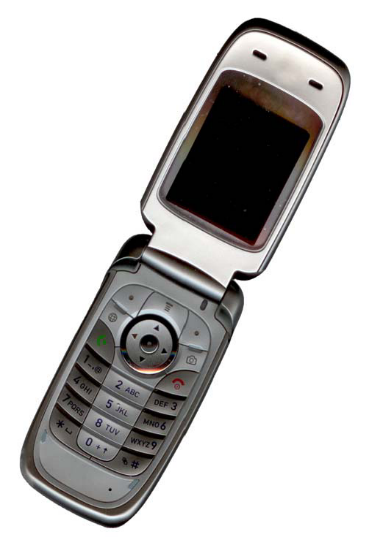 1 ..@
2 ABC
DEF 3
4 GHI
5 JKL
MNO 6
7 PQRS
8 TUV
WXYZ 9
*
0 +
#